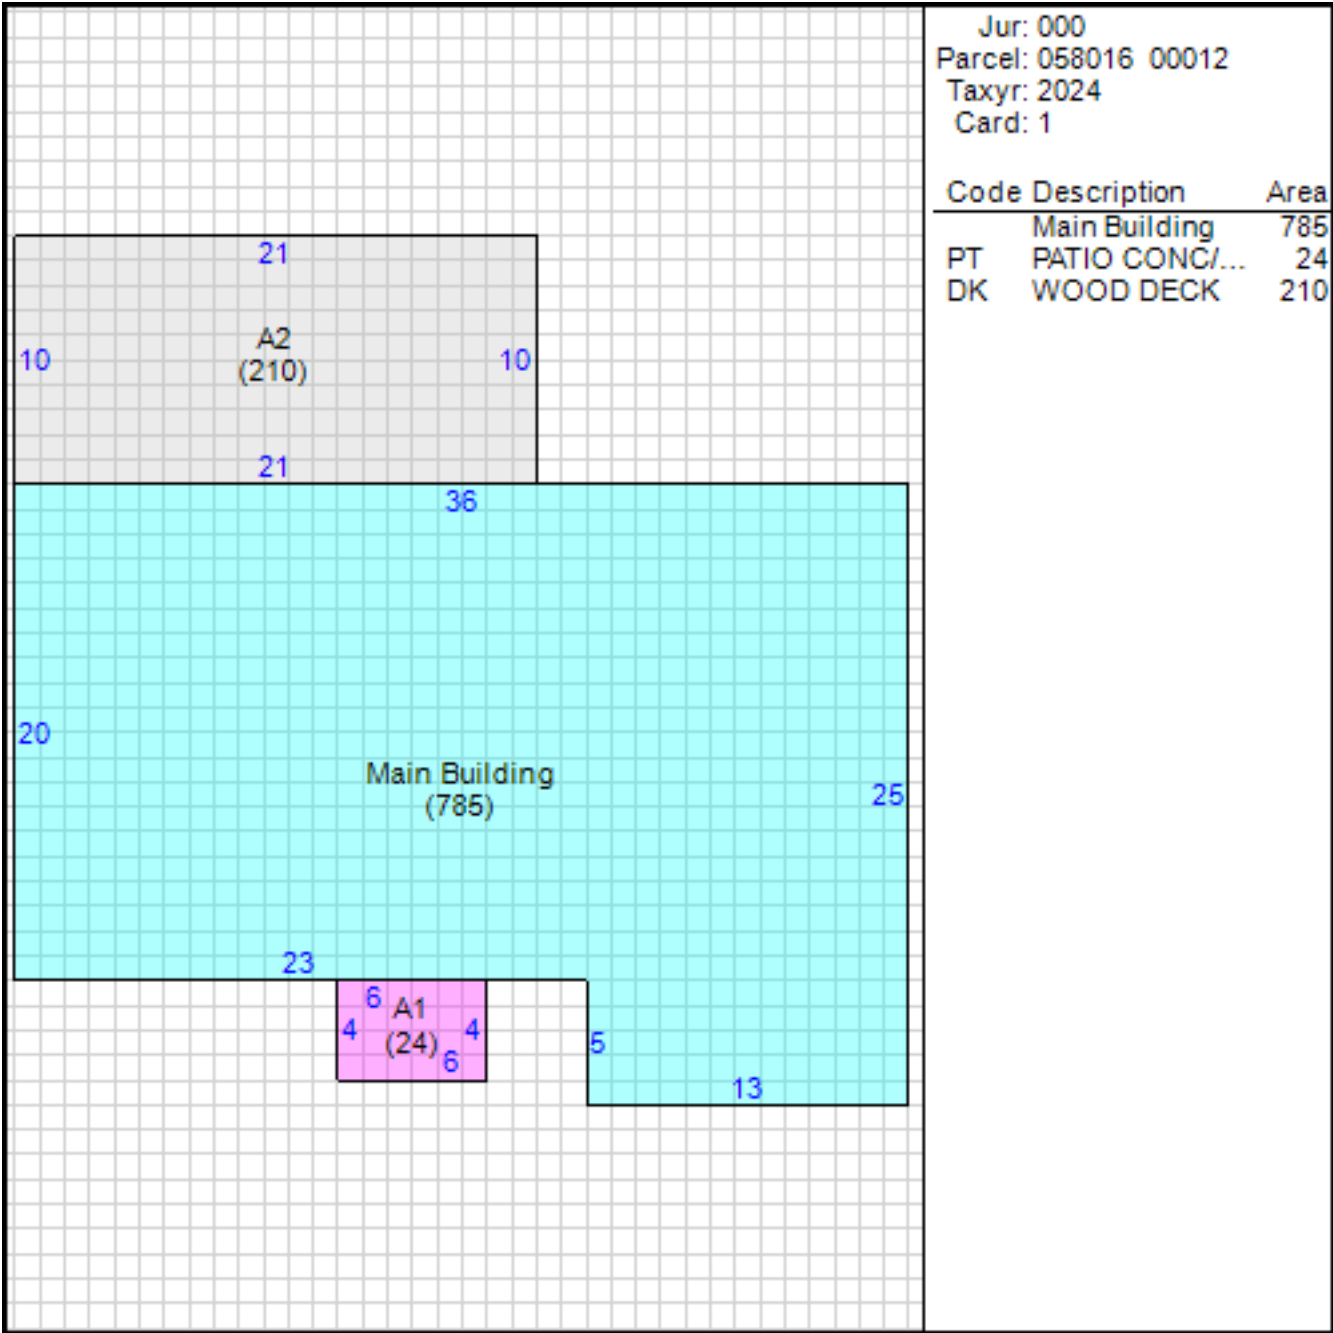 Jur: 000
Parcel: 058016 00012
Taxyr: 2024
Card: 1
Code Description Area
Main Building 785
PT PATIO CONC/... 24
DK WOOD DECK 210
21
A2
(210)
10
10
21
36
20
Main Building
(785)
25
23
6
A1
4
4
(24)
6
5
13